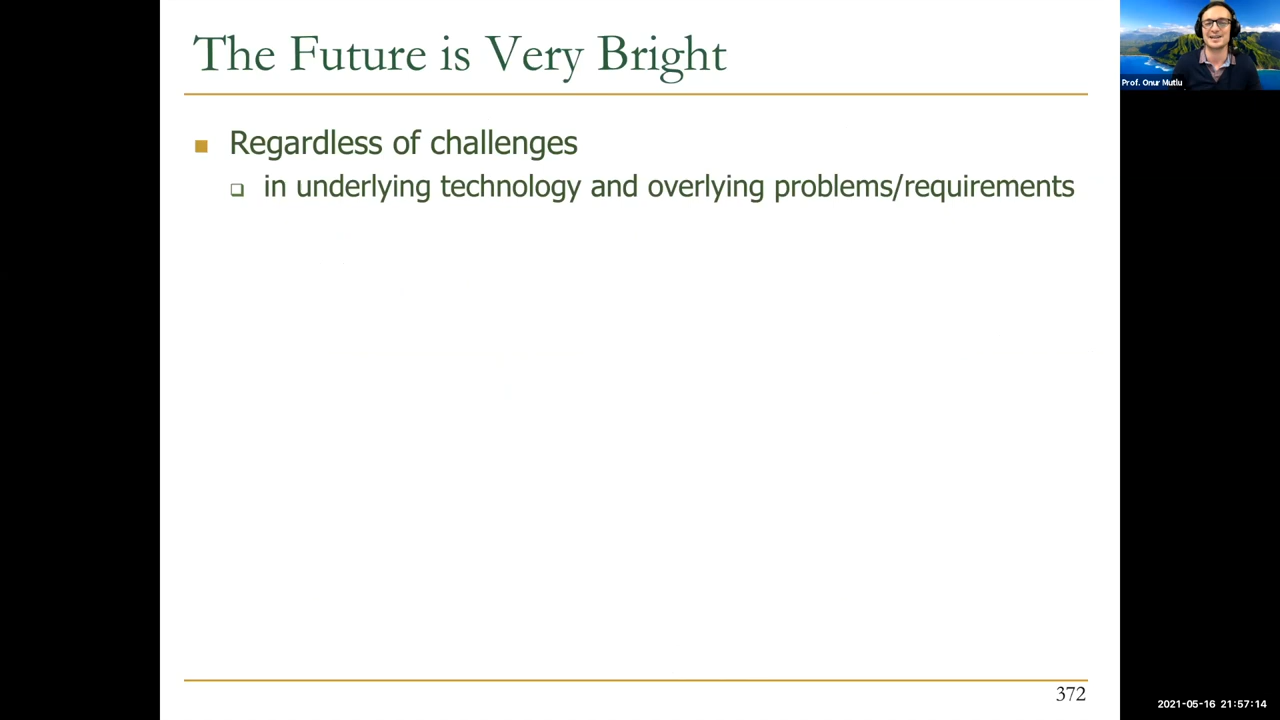 The Future is Very Bright
Prof. Onur Mutlu
Regardless of challenges
in underlying technology and overlying problems/requirements
372
2021-05-16 21:57:14